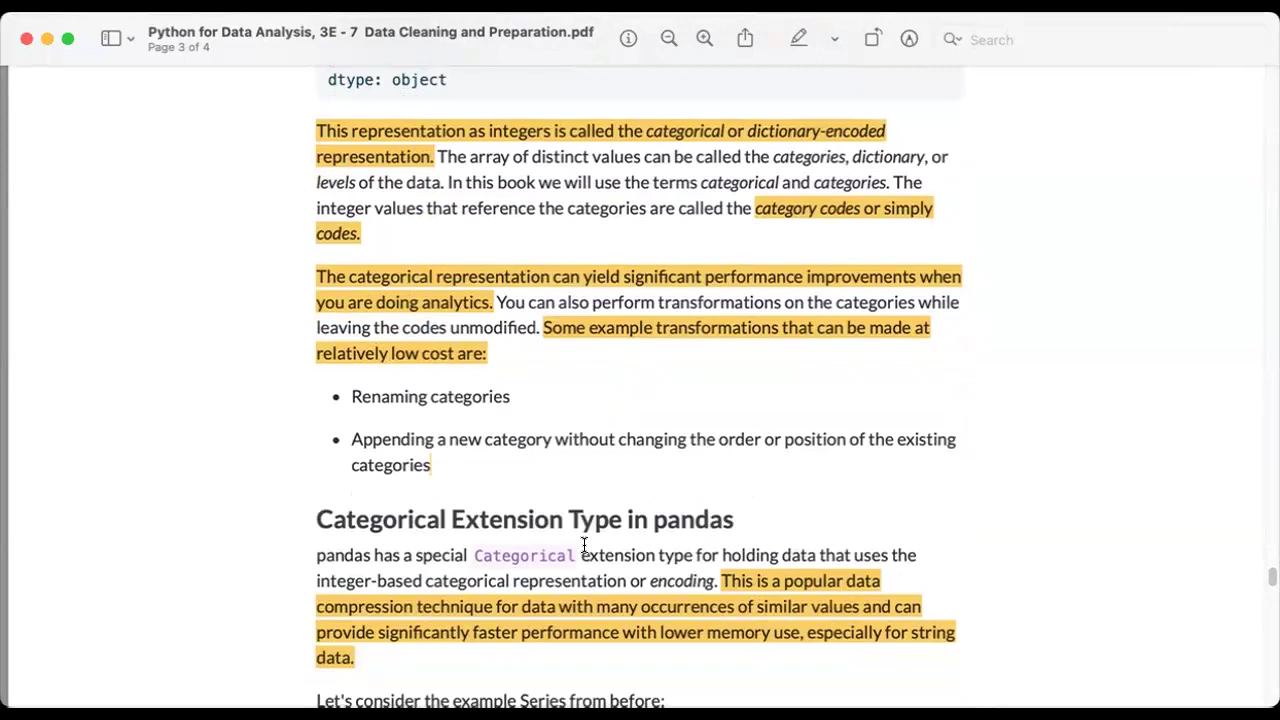 Python for Data Analysis, 3E - 7 Data Cleaning and Preparation.pdf
Page 3 of 4
Search
dtype: object
This representation as integers is called the categorical or dictionary-encoded
representation. The array of distinct values can be called the categories, dictionary, or
levels of the data. In this book we will use the terms categorical and categories. The
integer values that reference the categories are called the category codes or simply
codes.
The categorical representation can yield significant performance improvements when
you are doing analytics. You can also perform transformations on the categories while
leaving the codes unmodified. Some example transformations that can be made at
relatively low cost are:
• Renaming categories
• Appending a new category without changing the order or position of the existing
categories
Categorical Extension Type in pandas
pandas has a special Categorical extension type for holding data that uses the
integer-based categorical representation or encoding. This is a popular data
compression technique for data with many occurrences of similar values and can
provide significantly faster performance with lower memory use, especially for string
data.
Let's consider the example Series from before: